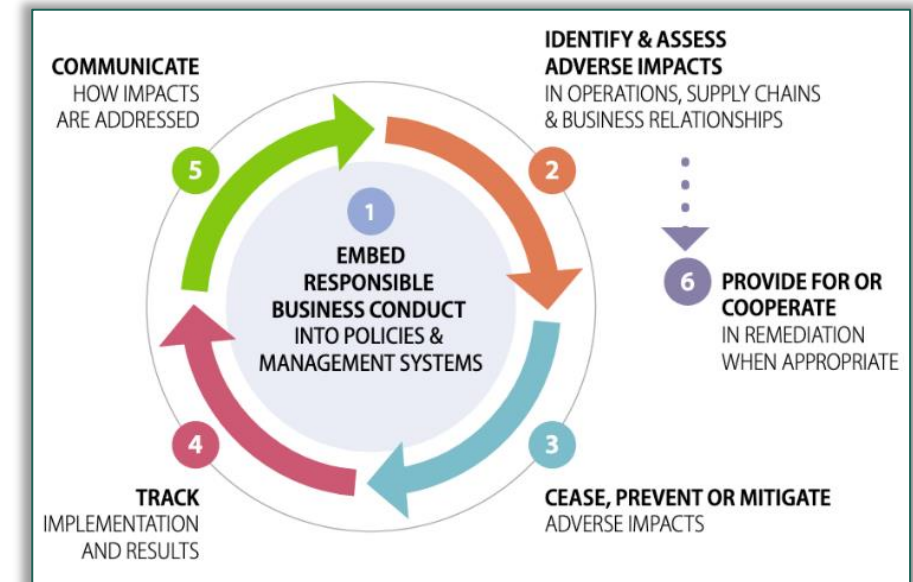 COMMUNICATE
HOW IMPACTS
ARE ADDRESSED
5
IDENTIFY & ASSESS
ADVERSE IMPACTS
IN OPERATIONS, SUPPLY CHAINS
& BUSINESS RELATIONSHIPS
2
1
EMBED
RESPONSIBLE
BUSINESS CONDUCT
INTO POLICIES &
MANAGEMENT SYSTEMS
6
PROVIDE FOR OR
COOPERATE
IN REMEDIATION
WHEN APPROPRIATE
4
TRACK
IMPLEMENTATION
AND RESULTS
3
CEASE, PREVENT OR MITIGATE
ADVERSE IMPACTS